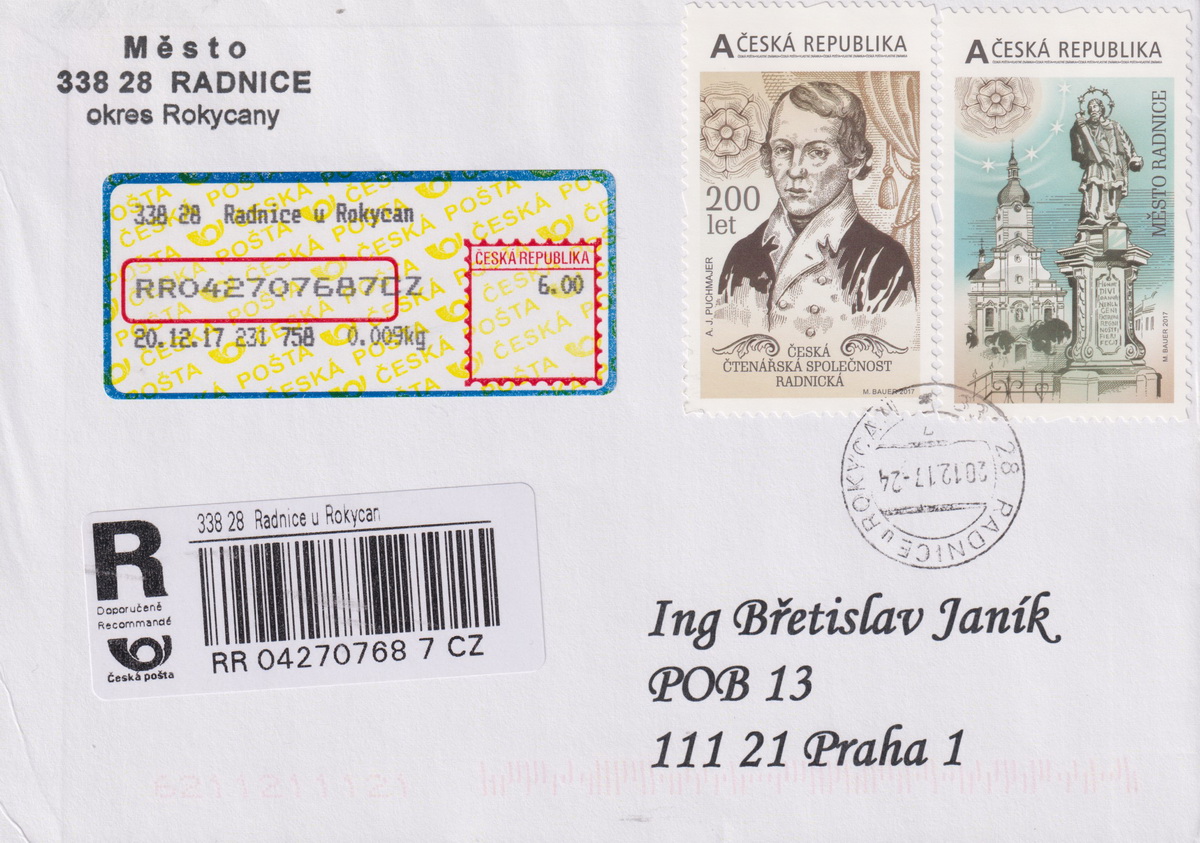 Město
338 28 RADNICE
okres Rokycany
338 28 Radnice u Rokycan
RR042707687CZ
20.12.17 231 758 0.009kg
ČESKÁ REPUBLIKA
6.00
A ČESKÁ REPUBLIKA
200
let
A. J. PUCHMAJER
ČESKÁ
ČTENÁŘSKÁ SPOLEČNOST
RADNICKÁ
M. BAUER 2017
A ČESKÁ REPUBLIKA
MĚSTO RADNICE
M. BAUER 2017
28 RADNICE u ROKYCAN
20.12.17-24
R
Doporučeně
Recommandé
Česká pošta
338 28 Radnice u Rokycan
RR 04270768 7 CZ
Ing Břetislav Janík
POB 13
111 21 Praha 1